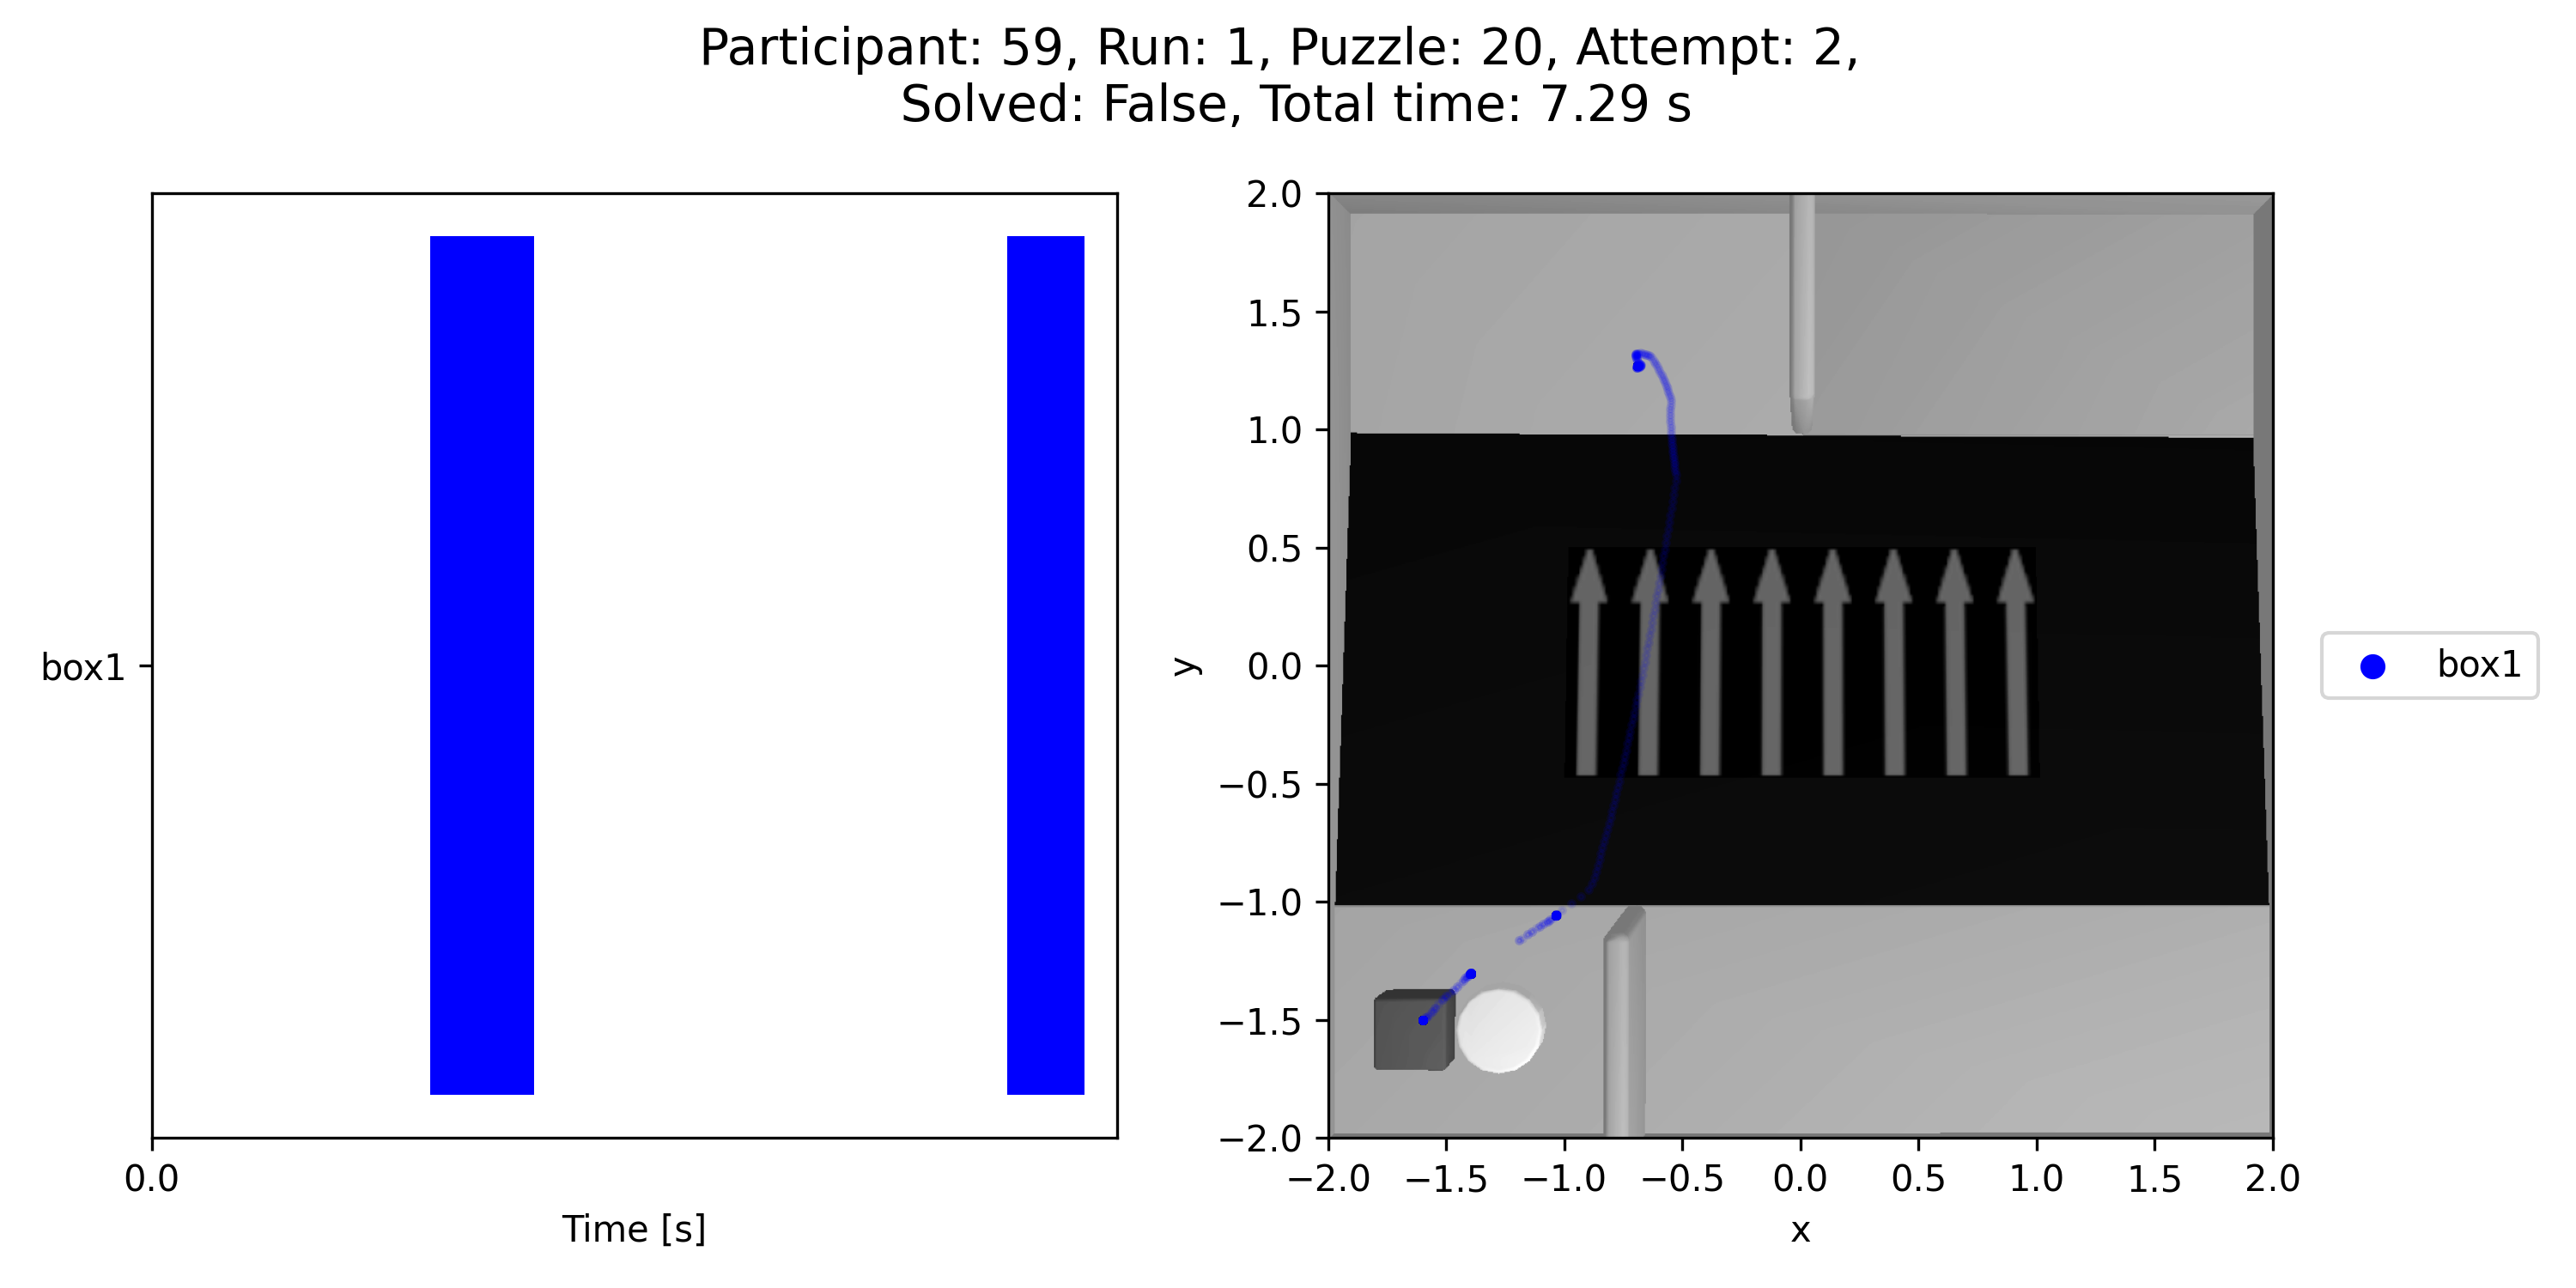 Participant: 59, Run: 1, Puzzle: 20, Attempt: 2,
Solved: False, Total time: 7.29 s
box1
0.0
Time [s]
2.0
1.5
1.0
0.5
0.0
−0.5
−1.0
−1.5
−2.0
y
−2.0 −1.5 −1.0 −0.5 0.0 0.5 1.0 1.5 2.0
x
box1